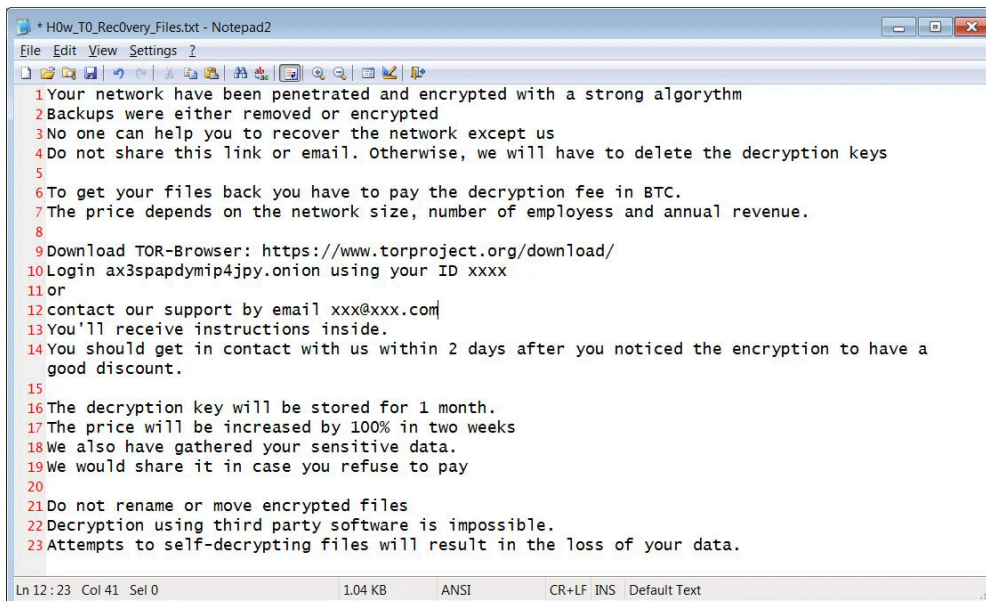 * H0w_T0_Rec0very_Files.txt - Notepad2
File Edit View Settings ?
1 Your network have been penetrated and encrypted with a strong algorythm
2 Backups were either removed or encrypted
3 No one can help you to recover the network except us
4 Do not share this link or email. Otherwise, we will have to delete the decryption keys
5
6 To get your files back you have to pay the decryption fee in BTC.
7 The price depends on the network size, number of employess and annual revenue.
8
9 Download TOR-Browser: https://www.torproject.org/download/
10 Login ax3spapdymip4jpy.onion using your ID xxxx
11 or
12 contact our support by email xxx@xxx.com
13 You'll receive instructions inside.
14 You should get in contact with us within 2 days after you noticed the encryption to have a
good discount.
15
16 The decryption key will be stored for 1 month.
17 The price will be increased by 100% in two weeks
18 We also have gathered your sensitive data.
19 We would share it in case you refuse to pay
20
21 Do not rename or move encrypted files
22 Decryption using third party software is impossible.
23 Attempts to self-decrypting files will result in the loss of your data.
Ln 12 : 23 Col 41 Sel 0 1.04 KB ANSI CR+LF INS Default Text